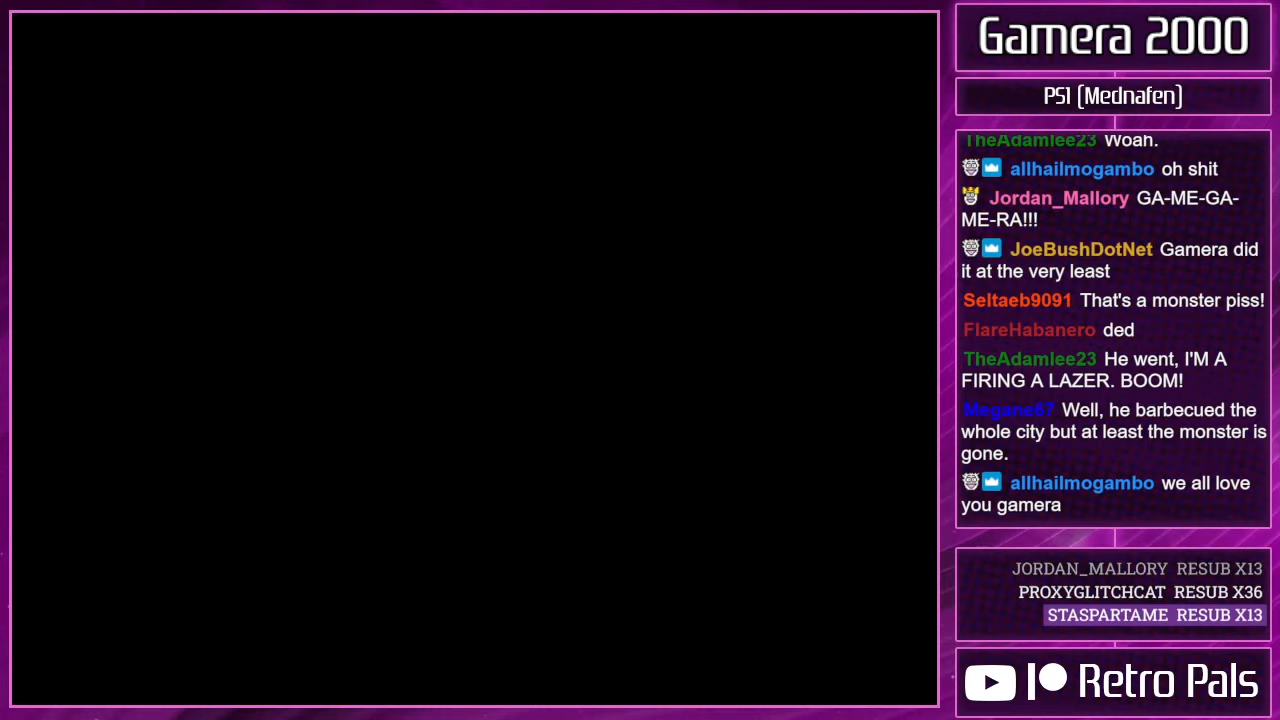 Gamera 2000
PS1 (Mednafen)
TheAdamlee23 Woah.
allhailmogambo oh shit
Jordan_Mallory GA-ME-GA-
ME-RA!!!
JoeBushDotNet Gamera did
it at the very least
Seltaeb9091 That's a monster piss!
FlareHabanero ded
TheAdamlee23 He went, I'M A
FIRING A LAZER. BOOM!
Megane67 Well, he barbecued the
whole city but at least the monster is
gone.
allhailmogambo we all love
you gamera
JORDAN_MALLORY RESUB X13
PROXYGLITCHCAT RESUB X36
STASPARTAME RESUB X13
Retro Pals